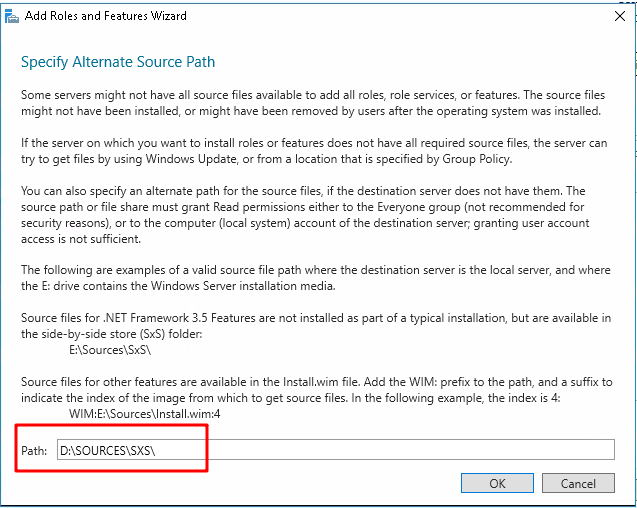 Add Roles and Features Wizard
Specify Alternate Source Path
Some servers might not have all source files available to add all roles, role services, or features. The source files
might not have been installed, or might have been removed by users after the operating system was installed.
If the server on which you want to install roles or features does not have all required source files, the server can
try to get files by using Windows Update, or from a location that is specified by Group Policy.
You can also specify an alternate path for the source files, if the destination server does not have them. The
source path or file share must grant Read permissions either to the Everyone group (not recommended for
security reasons), or to the computer (local system) account of the destination server; granting user account
access is not sufficient.
The following are examples of a valid source file path where the destination server is the local server, and where
the E: drive contains the Windows Server installation media.
Source files for .NET Framework 3.5 Features are not installed as part of a typical installation, but are available in
the side-by-side store (SxS) folder:
E:\Sources\SxS\
Source files for other features are available in the Install.wim file. Add the WIM: prefix to the path, and a suffix to
indicate the index of the image from which to get source files. In the following example, the index is 4:
WIM:E:\Sources\Install.wim:4
Path: D:\SOURCES\SXS\
OK Cancel